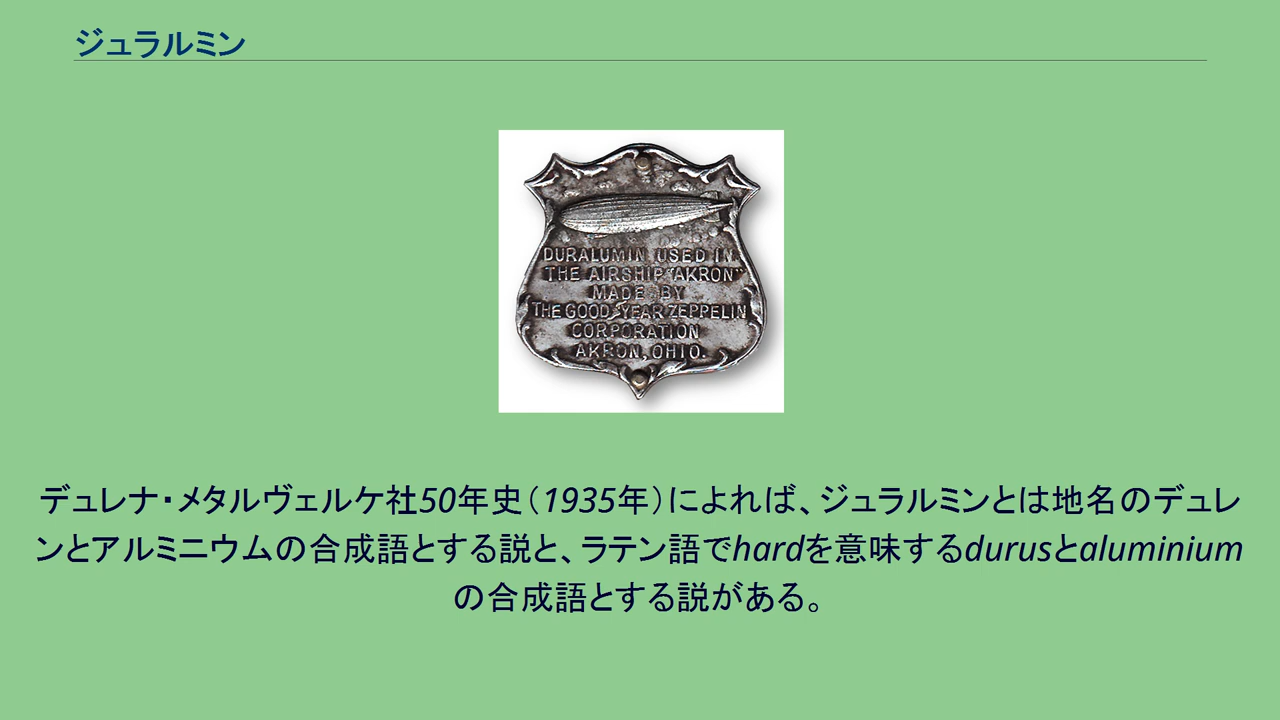 ジュラルミン
DURALUMIN USED IN
THE AIRSHIP "AKRON"
MADE BY
THE GOOD YEAR ZEPPELIN
CORPORATION
AKRON, OHIO.
デュレナ・メタルヴェルケ社50年史（1935年）によれば、ジュラルミンとは地名のデュレ
ンとアルミニウムの合成語とする説と、ラテン語でhardを意味するdurusとaluminium
の合成語とする説がある。